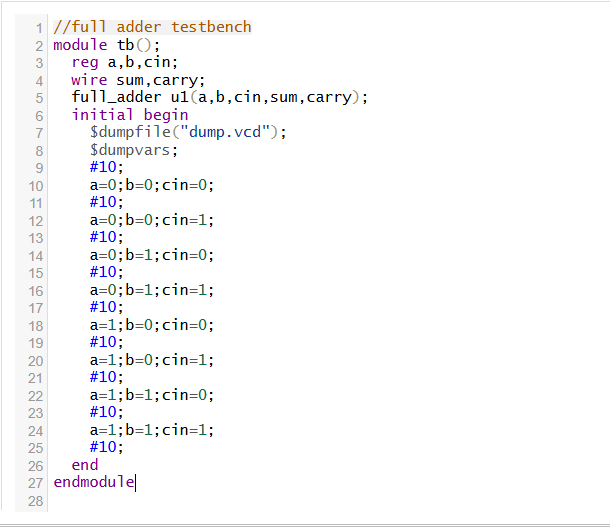 1 //full adder testbench
2 module tb();
3 reg a,b,cin;
4 wire sum,carry;
5 full_adder u1(a,b,cin,sum,carry);
6 initial begin
7 $dumpfile("dump.vcd");
8 $dumpvars;
9 #10;
10 a=0;b=0;cin=0;
11 #10;
12 a=0;b=0;cin=1;
13 #10;
14 a=0;b=1;cin=0;
15 #10;
16 a=0;b=1;cin=1;
17 #10;
18 a=1;b=0;cin=0;
19 #10;
20 a=1;b=0;cin=1;
21 #10;
22 a=1;b=1;cin=0;
23 #10;
24 a=1;b=1;cin=1;
25 #10;
26 end
27 endmodule
28